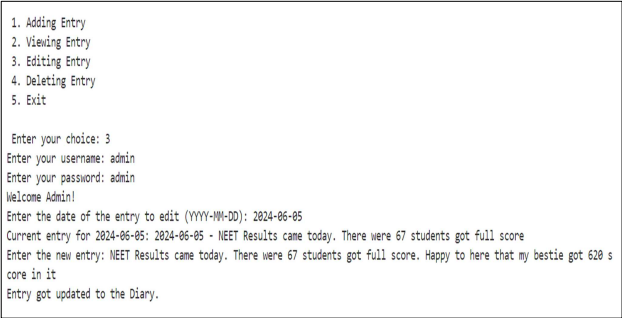 1. Adding Entry
2. Viewing Entry
3. Editing Entry
4. Deleting Entry
5. Exit
Enter your choice: 3
Enter your username: admin
Enter your password: admin
Welcome Admin!
Enter the date of the entry to edit (YYYY-MM-DD): 2024-06-05
Current entry for 2024-06-05: 2024-06-05 - NEET Results came today. There were 67 students got full score
Enter the new entry: NEET Results came today. There were 67 students got full score. Happy to here that my bestie got 620 s
core in it
Entry got updated to the Diary.